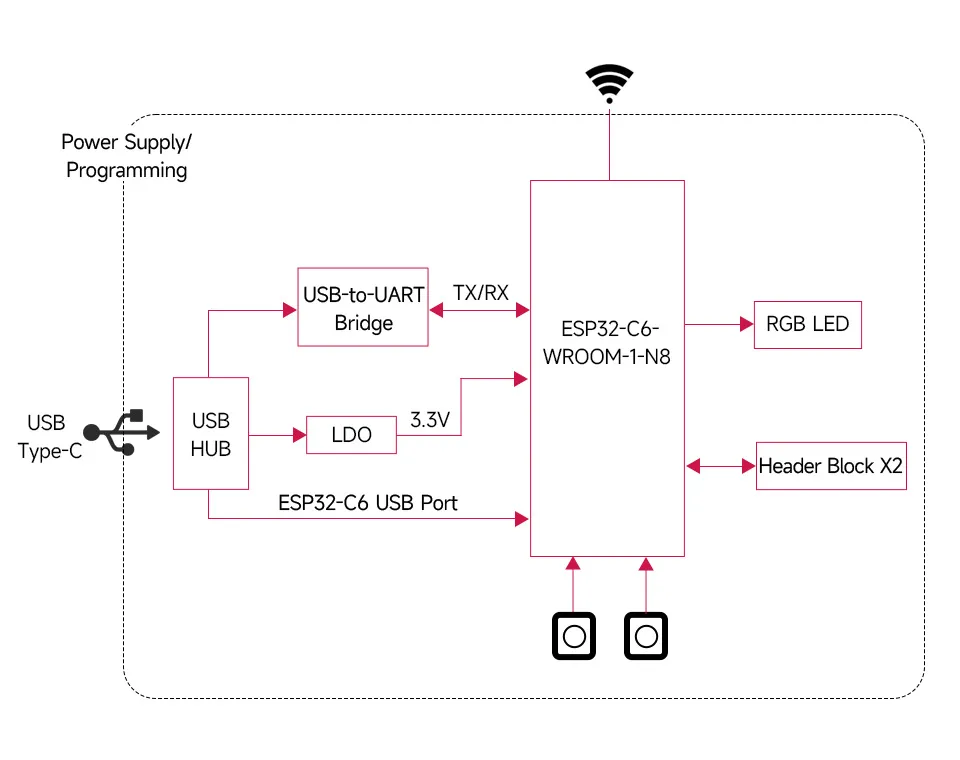 Power Supply/
Programming
USB-to-UART
Bridge
TX/RX
ESP32-C6-
WROOM-1-N8
RGB LED
USB
Type-C
USB
HUB
LDO
3.3V
Header Block X2
ESP32-C6 USB Port